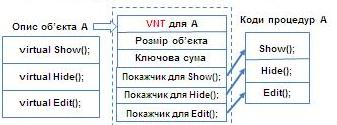 Опис об'єкта А
virtual Show();
virtual Hide();
virtual Edit();
VNT для А
Розмір об'єкта
Ключова сума
Покажчик для Show();
Покажчик для Hide();
Покажчик для Edit();
Коди процедур А
Show();
Hide();
Edit();